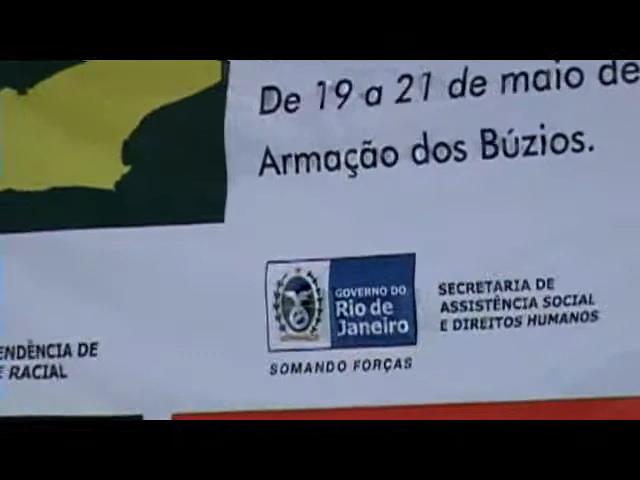 De 19 a 21 de maio de
Armação dos Búzios.
GOVERNO DO
Rio de
Janeiro
SOMANDO FORÇAS
SECRETARIA DE
ASSISTÊNCIA SOCIAL
E DIREITOS HUMANOS
ENDÊNCIA DE
E RACIAL